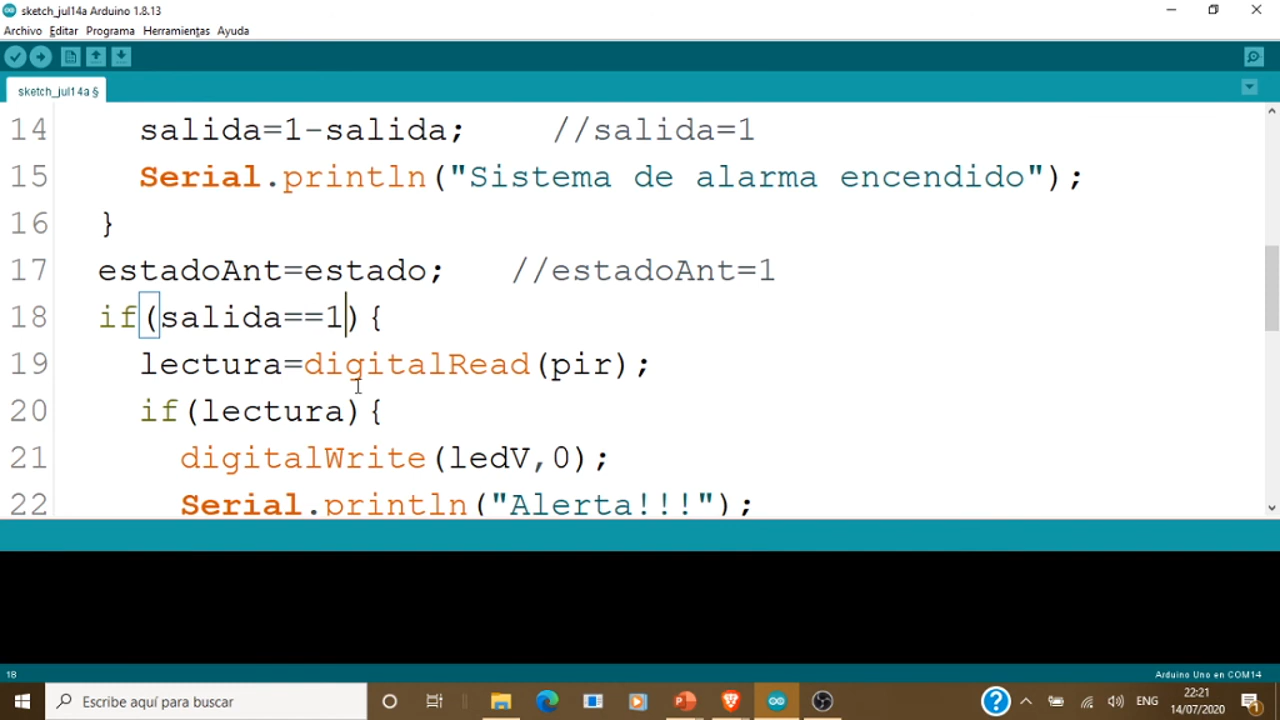 sketch_jul14a Arduino 1.8.13
Archivo Editar Programa Herramientas Ayuda
sketch_jul14a §
14 salida=1-salida; //salida=1
15 Serial.println("Sistema de alarma encendido");
16 }
17 estadoAnt=estado; //estadoAnt=1
18 if(salida==1){
19 lectura=digitalRead(pir);
20 if(lectura){
21 digitalWrite(ledV,0);
22 Serial.println("Alerta!!!");
18 Arduino Uno en COM14
Escribe aquí para buscar
ENG
22:21
14/07/2020